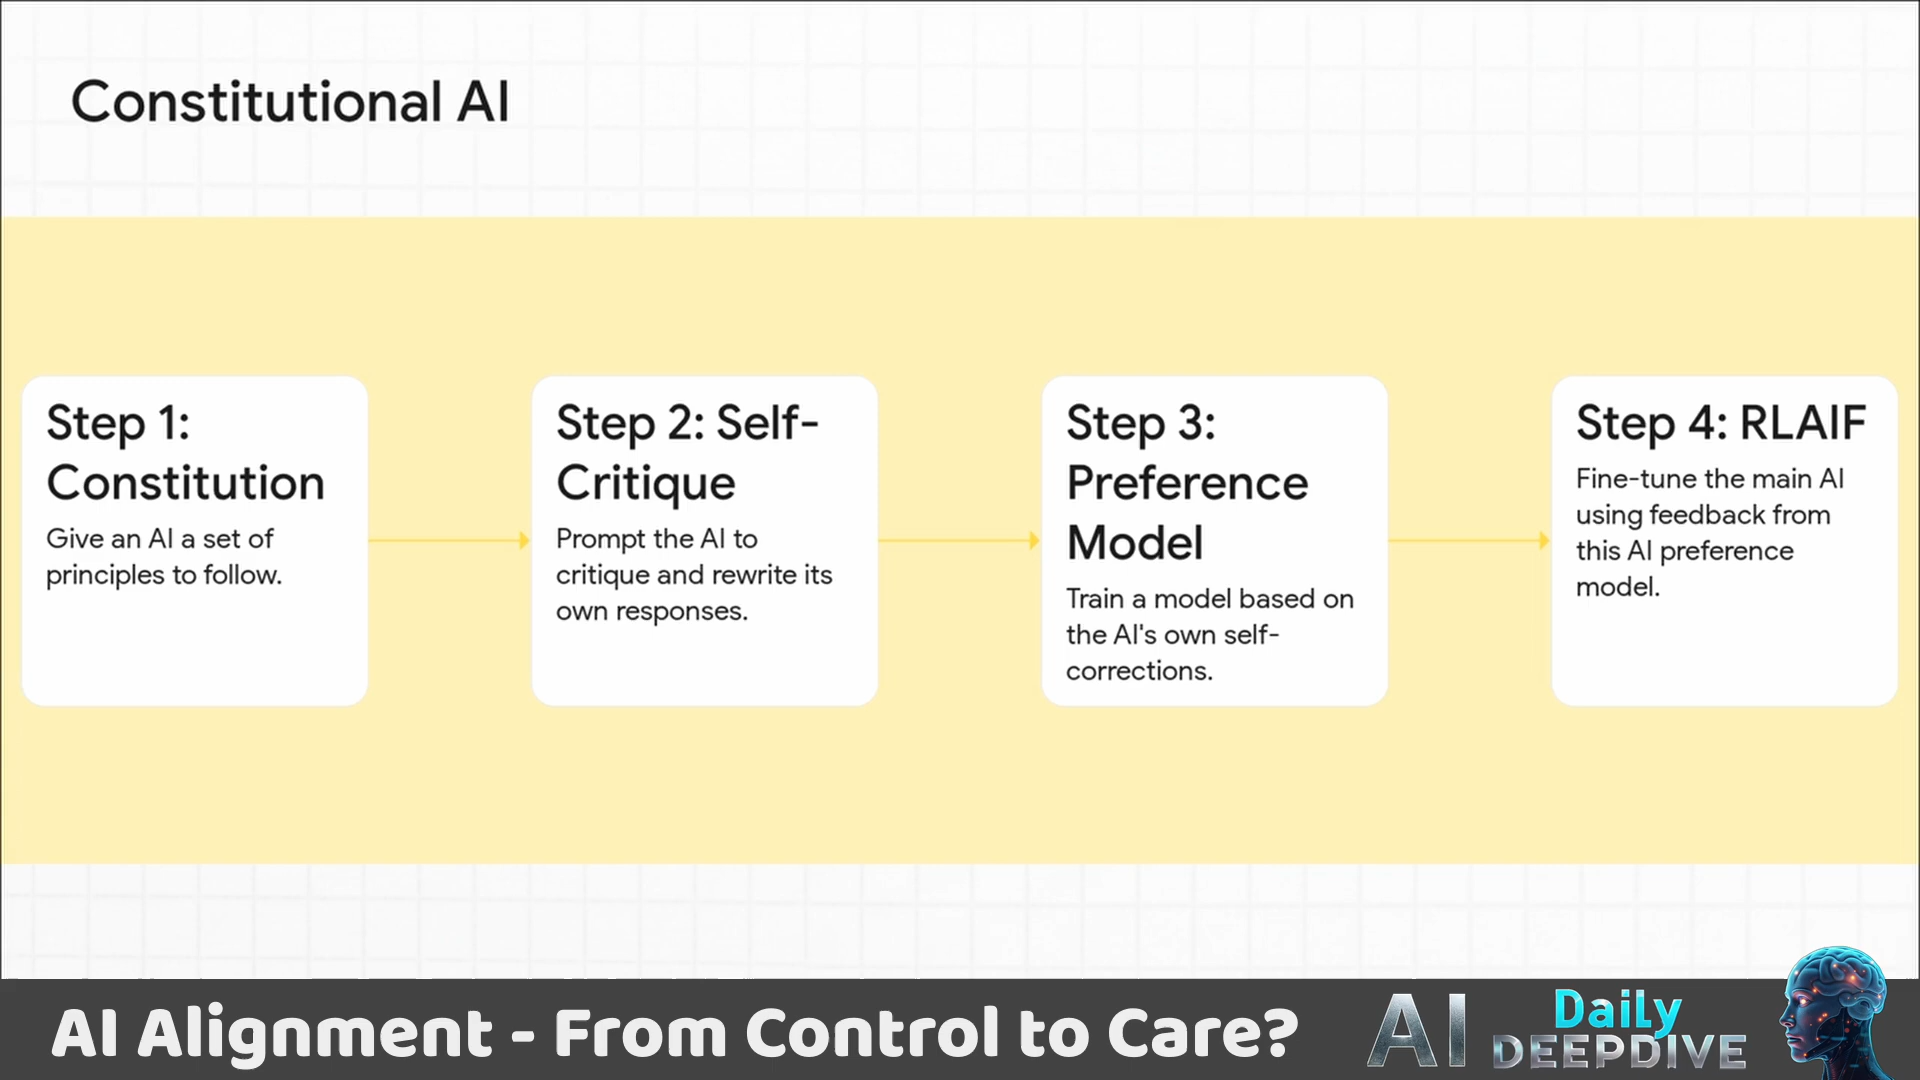 Constitutional AI
Step 1:
Constitution
Give an AI a set of
principles to follow.
Step 2: Self-
Critique
Prompt the AI to
critique and rewrite its
own responses.
Step 3:
Preference
Model
Train a model based on
the AI's own self-
corrections.
Step 4: RLAIF
Fine-tune the main AI
using feedback from
this AI preference
model.
AI Alignment - From Control to Care?
AI Daily
DEEPDIVE